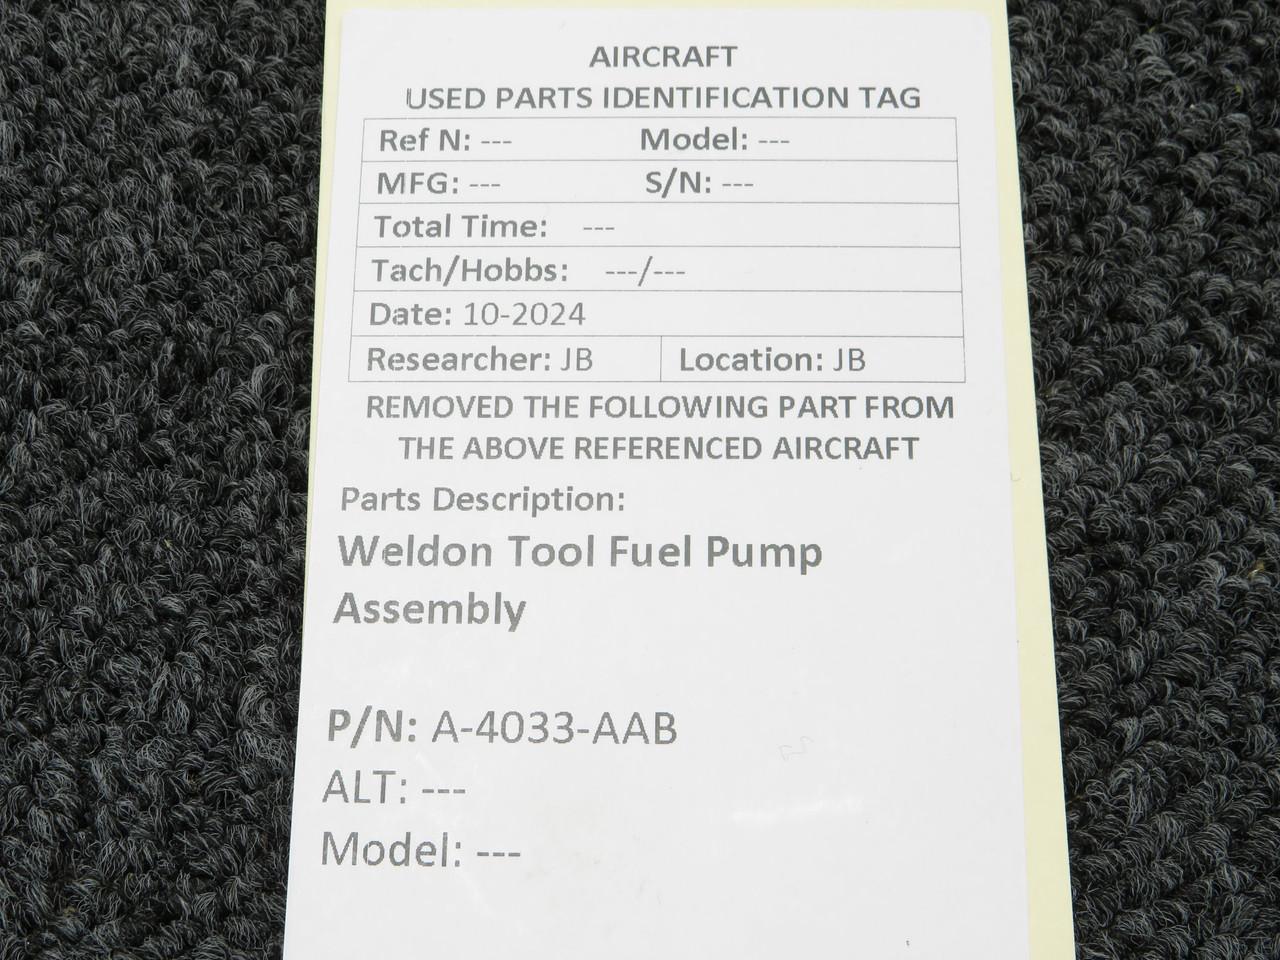 AIRCRAFT
USED PARTS IDENTIFICATION TAG
Ref N: --- Model: ---
MFG: --- S/N: ---
Total Time: ---
Tach/Hobbs: ---/---
Date: 10-2024
Researcher: JB Location: JB
REMOVED THE FOLLOWING PART FROM
THE ABOVE REFERENCED AIRCRAFT
Parts Description:
Weldon Tool Fuel Pump
Assembly
P/N: A-4033-AAB
ALT: ---
Model: ---